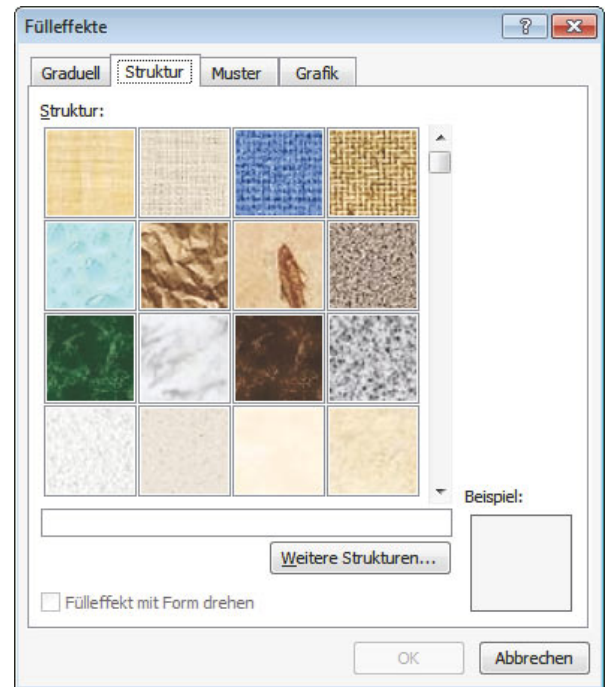 Fülleffekte
Graduell Struktur Muster Grafik
Struktur:
Beispiel:
Weitere Strukturen...
Fülleffekt mit Form drehen
OK Abbrechen